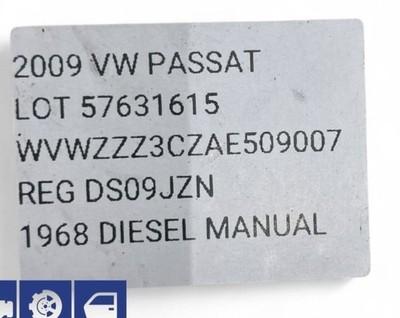 2009 VW PASSAT
LOT 57631615
WVWZZZ3CZAE509007
REG DS09JZN
1968 DIESEL MANUAL